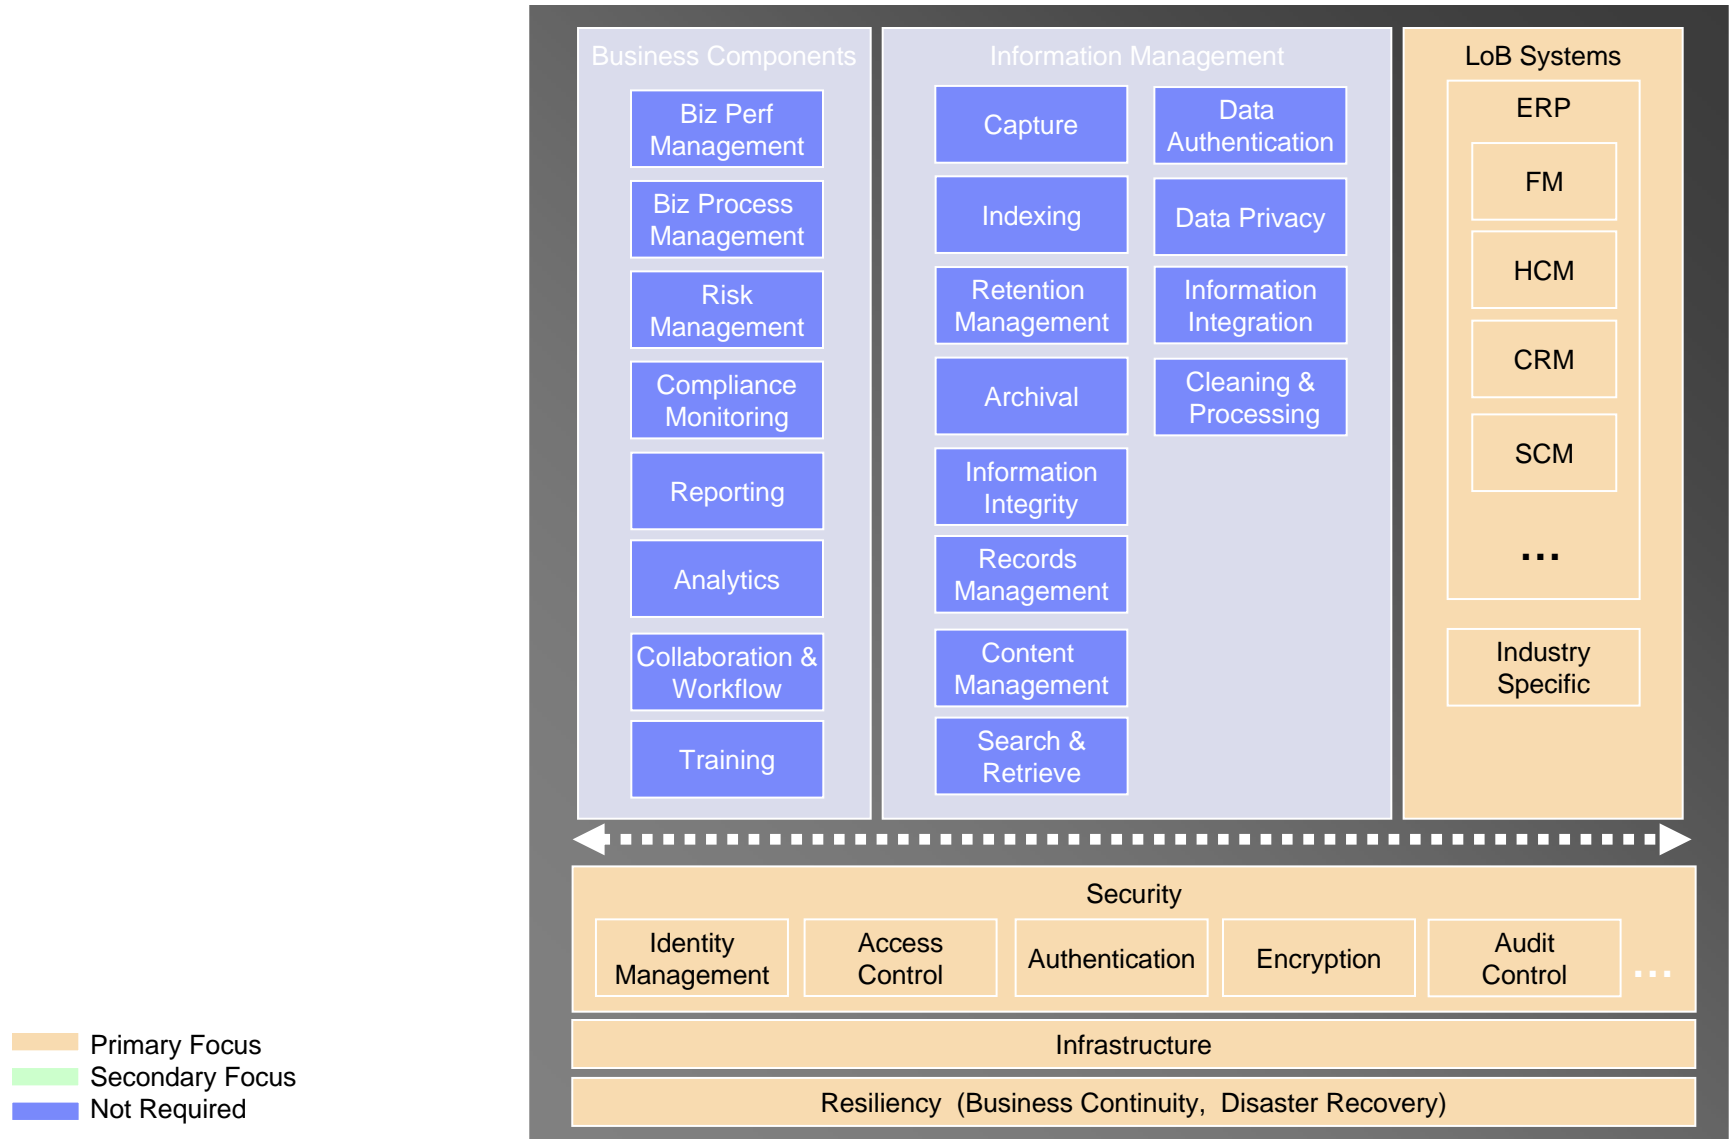 Business Components
Biz Perf
Management
Biz Process
Management
Risk
Management
Compliance
Monitoring
Reporting
Analytics
Collaboration &
Workflow
Training
Information Management
Capture
Indexing
Retention
Management
Archival
Information
Integrity
Records
Management
Content
Management
Search &
Retrieve
Data
Authentication
Data Privacy
Information
Integration
Cleaning &
Processing
LoB Systems
ERP
FM
HCM
CRM
SCM
...
Industry
Specific
Security
Identity
Management
Access
Control
Authentication
Encryption
Audit
Control
...
Infrastructure
Resiliency (Business Continuity, Disaster Recovery)
Primary Focus
Secondary Focus
Not Required